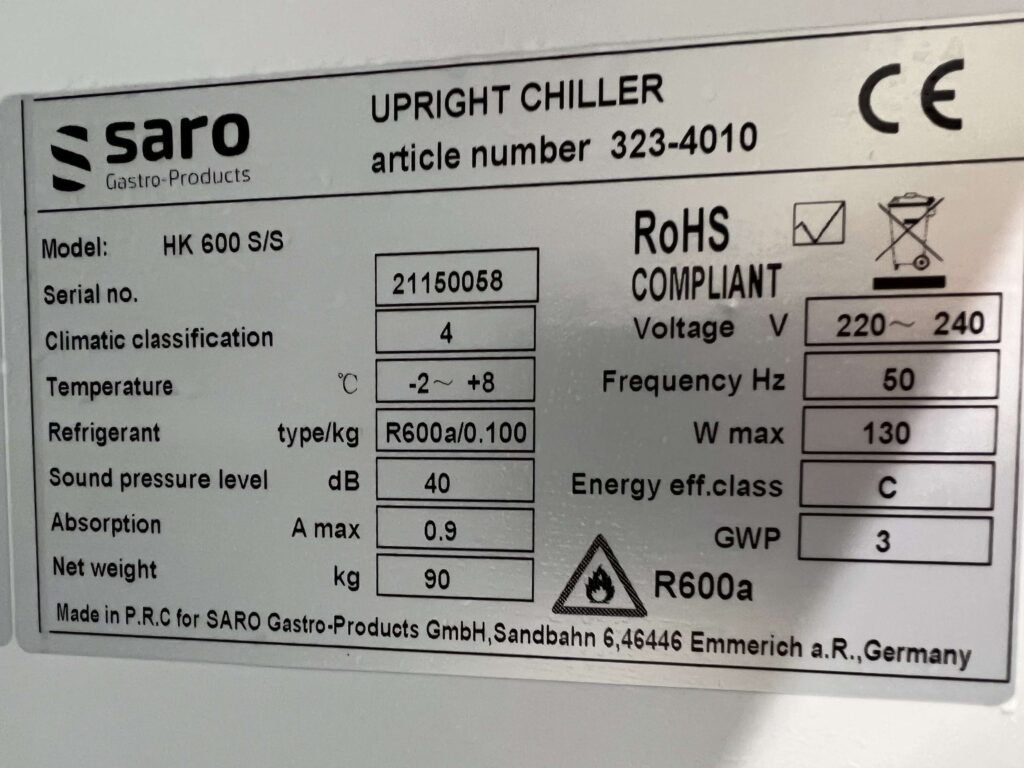 saro
Gastro-Products
UPRIGHT CHILLER
article number 323-4010
CE
Model: HK 600 S/S
Serial no. 21150058
Climatic classification 4
Temperature ℃ -2～ +8
Refrigerant type/kg R600a/0.100
Sound pressure level dB 40
Absorption A max 0.9
Net weight kg 90
RoHS
COMPLIANT
Voltage V 220～ 240
Frequency Hz 50
W max 130
Energy eff.class C
GWP 3
R600a
Made in P.R.C for SARO Gastro-Products GmbH,Sandbahn 6,46446 Emmerich a.R.,Germany